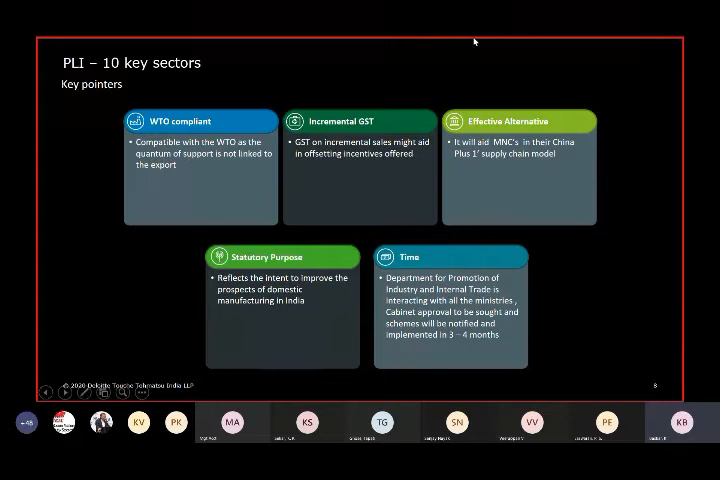 PLI – 10 key sectors
Key pointers
WTO compliant
• Compatible with the WTO as the
quantum of support is not linked to
the export
Incremental GST
• GST on incremental sales might aid
in offsetting incentives offered
Effective Alternative
• It will aid MNC's in their China
Plus 1' supply chain model
Statutory Purpose
• Reflects the intent to Improve the
prospects of domestic
manufacturing in India
Time
• Department for Promotion of
Industry and Internal Trade is
interacting with all the ministries ,
Cabinet approval to be sought and
schemes will be notified and
implemented in 3 – 4 months
© 2020 Deloitte Touche Tohmatsu India LLP
8
+48
KV
PK
MA
KS
TG
SN
VV
PE
KB